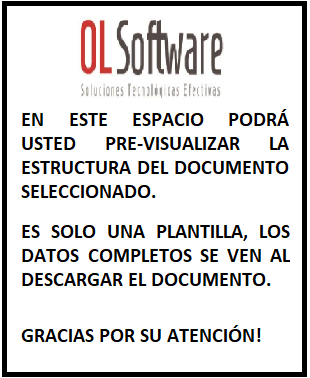 OLSoftware
Soluciones Tecnológicas Efectivas
EN ESTE ESPACIO PODRÁ
USTED PRE-VISUALIZAR LA
ESTRUCTURA DEL DOCUMENTO
SELECCIONADO.
ES SOLO UNA PLANTILLA, LOS
DATOS COMPLETOS SE VEN AL
DESCARGAR EL DOCUMENTO.
GRACIAS POR SU ATENCIÓN!